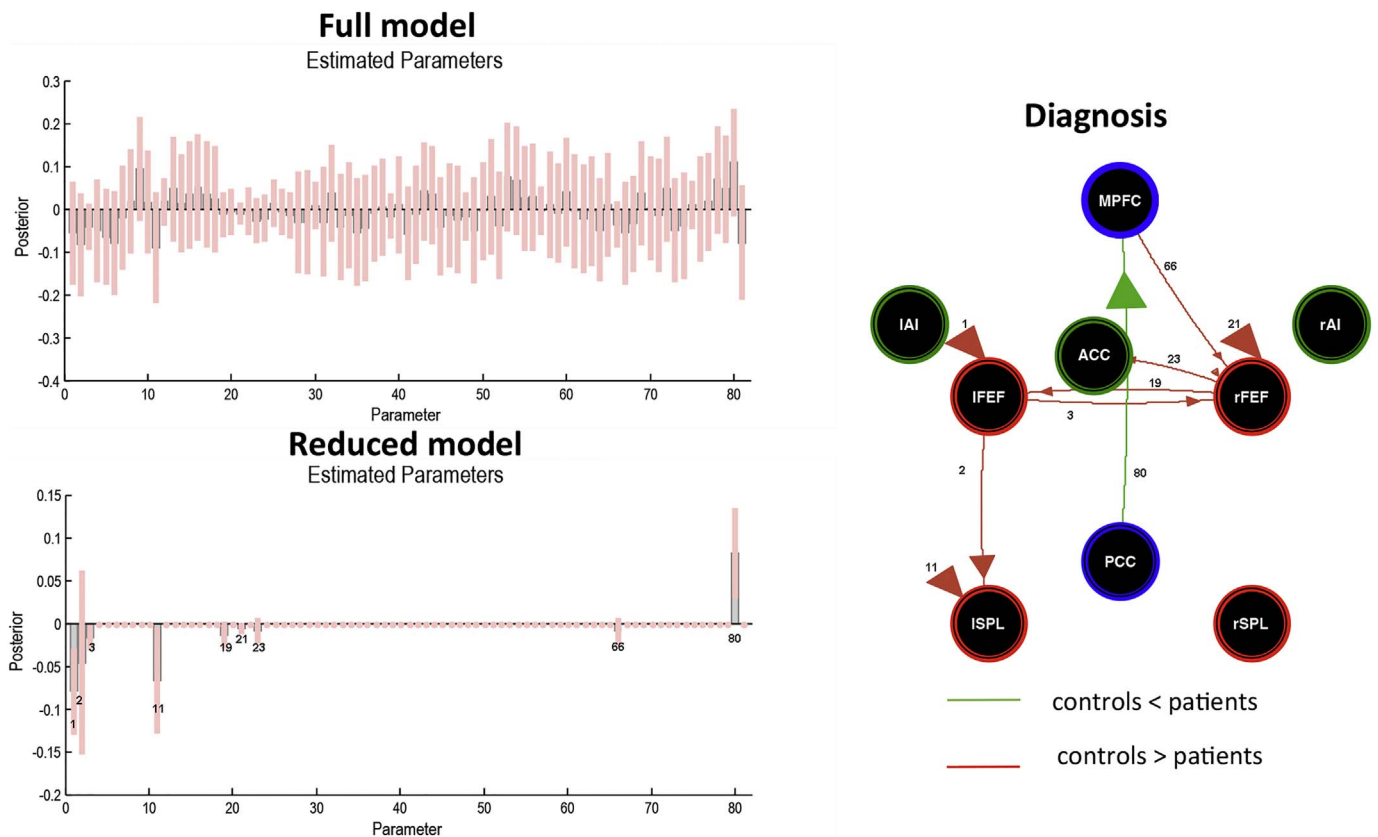 Full model
Estimated Parameters
0.3
0.2
0.1
0
-0.1
-0.2
-0.3
-0.4
Posterior
0 10 20 30 40 50 60 70 80
Parameter
Reduced model
Estimated Parameters
0.15
0.1
0.05
0
-0.05
-0.1
-0.15
-0.2
Posterior
1
2
3
11
19
21
23
66
80
0 10 20 30 40 50 60 70 80
Parameter
Diagnosis
MPFC
66
lAI
1
ACC
21
rAI
23
lFEF
19
rFEF
3
2
80
PCC
11
lSPL
rSPL
controls < patients
controls > patients